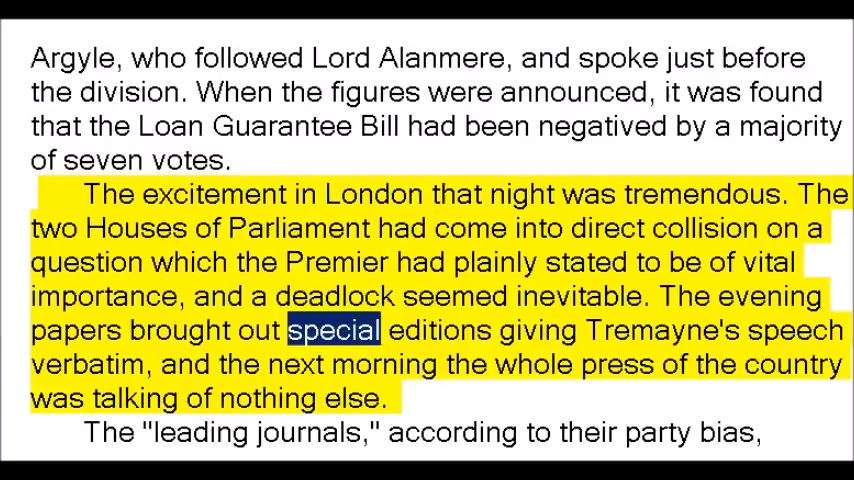 Argyle, who followed Lord Alanmere, and spoke just before
the division. When the figures were announced, it was found
that the Loan Guarantee Bill had been negatived by a majority
of seven votes.
The excitement in London that night was tremendous. The
two Houses of Parliament had come into direct collision on a
question which the Premier had plainly stated to be of vital
importance, and a deadlock seemed inevitable. The evening
papers brought out special editions giving Tremayne's speech
verbatim, and the next morning the whole press of the country
was talking of nothing else.
The "leading journals," according to their party bias,